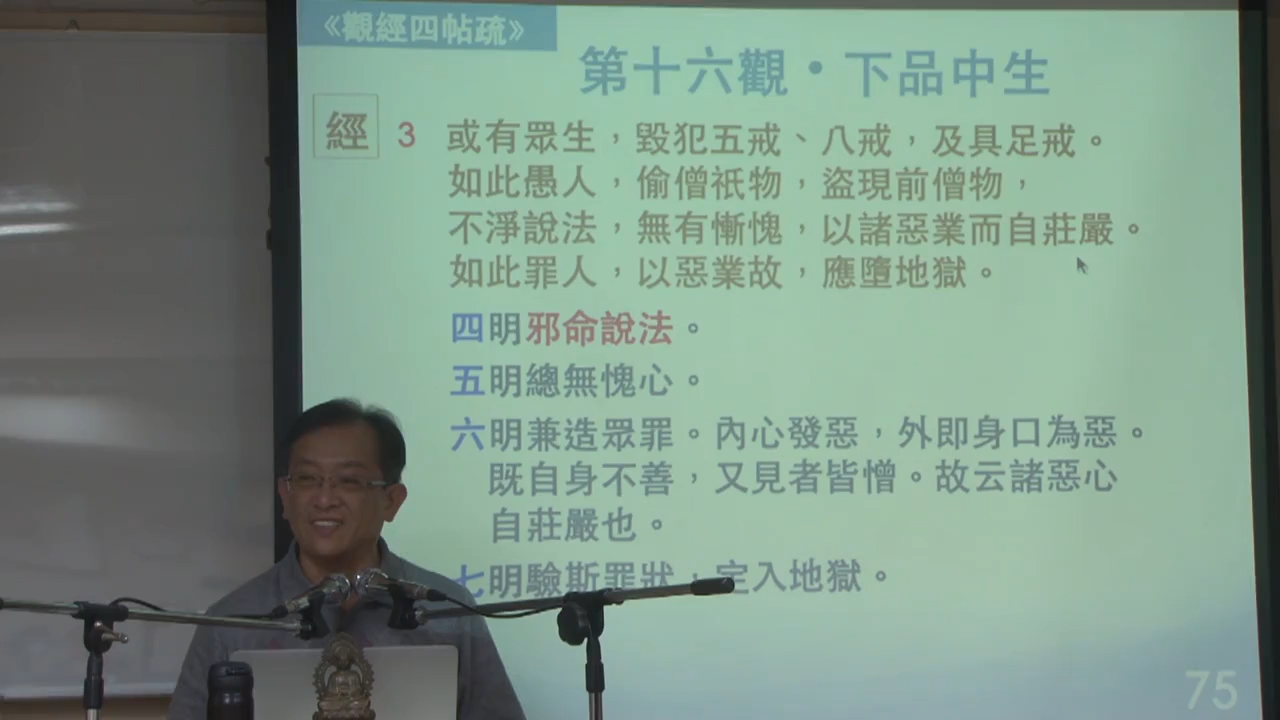 《觀經四帖疏》
第十六觀・下品中生
經 3 或有眾生，毀犯五戒、八戒，及具足戒。
如此愚人，偷僧祇物，盜現前僧物，
不淨說法，無有慚愧，以諸惡業而自莊嚴。
如此罪人，以惡業故，應墮地獄。
四明邪命說法。
五明總無愧心。
六明兼造眾罪。內心發惡，外即身口為惡。
既自身不善，又見者皆憎。故云諸惡心
自莊嚴也。
七明驗斯罪狀，定入地獄。
75